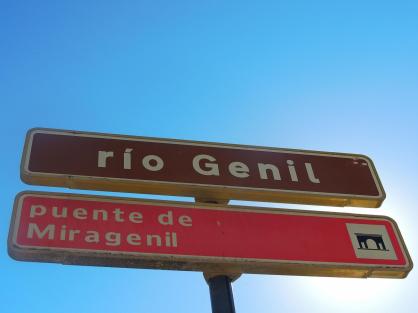 río Genil
puente de
Miragenil